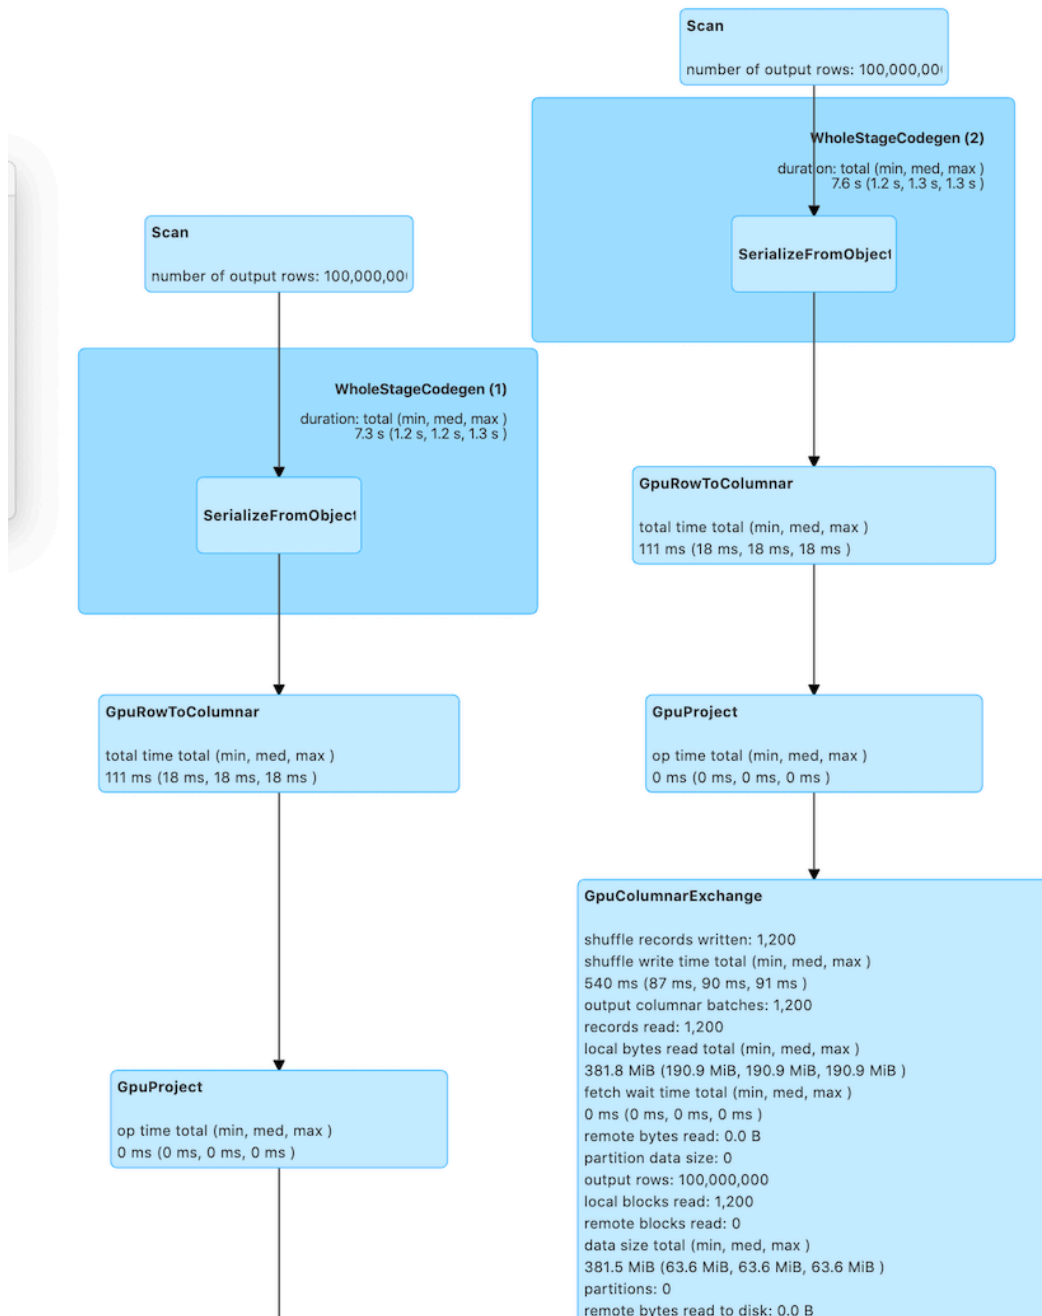 Scan
number of output rows: 100,000,00
WholeStageCodegen (1)
duration: total (min, med, max )
7.3 s (1.2 s, 1.2 s, 1.3 s )
SerializeFromObject
GpuRowToColumnar
total time total (min, med, max )
111 ms (18 ms, 18 ms, 18 ms )
GpuProject
op time total (min, med, max )
0 ms (0 ms, 0 ms, 0 ms )
Scan
number of output rows: 100,000,00
WholeStageCodegen (2)
duration: total (min, med, max )
7.6 s (1.2 s, 1.3 s, 1.3 s )
SerializeFromObject
GpuRowToColumnar
total time total (min, med, max )
111 ms (18 ms, 18 ms, 18 ms )
GpuProject
op time total (min, med, max )
0 ms (0 ms, 0 ms, 0 ms )
GpuColumnarExchange
shuffle records written: 1,200
shuffle write time total (min, med, max )
540 ms (87 ms, 90 ms, 91 ms )
output columnar batches: 1,200
records read: 1,200
local bytes read total (min, med, max )
381.8 MiB (190.9 MiB, 190.9 MiB, 190.9 MiB )
fetch wait time total (min, med, max )
0 ms (0 ms, 0 ms, 0 ms )
remote bytes read: 0.0 B
partition data size: 0
output rows: 100,000,000
local blocks read: 1,200
remote blocks read: 0
data size total (min, med, max )
381.5 MiB (63.6 MiB, 63.6 MiB, 63.6 MiB )
partitions: 0
remote bytes read to disk: 0.0 B